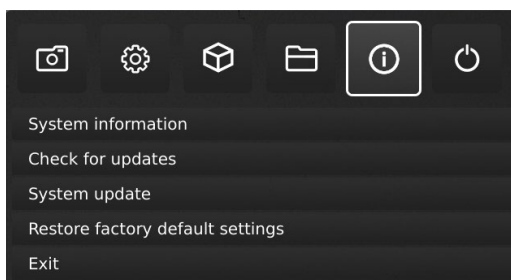 System information
Check for updates
System update
Restore factory default settings
Exit